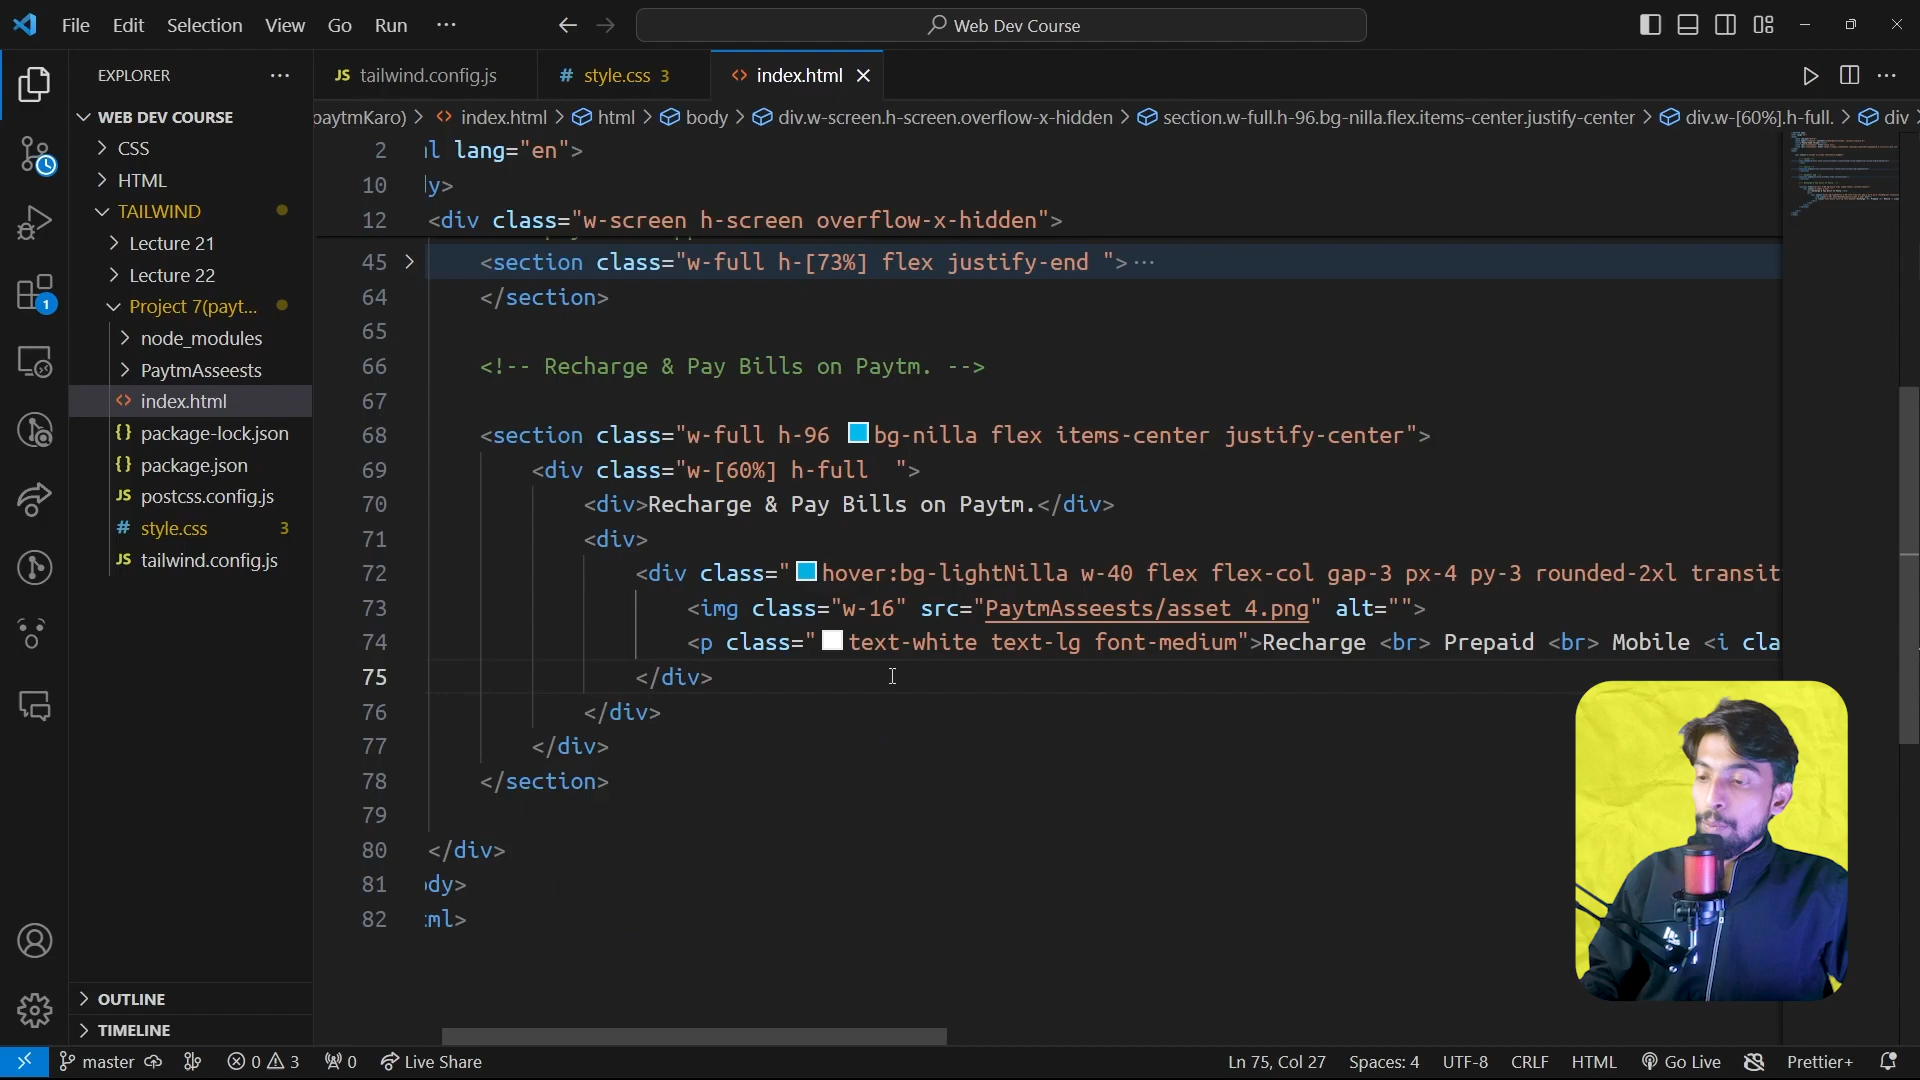 File Edit Selection View Go Run ··· Web Dev Course
EXPLORER ···
WEB DEV COURSE
CSS
HTML
TAILWIND
Lecture 21
Lecture 22
Project 7(payt...
node_modules
PaytmAsseests
index.html
package-lock.json
package.json
postcss.config.js
style.css 3
tailwind.config.js
OUTLINE
TIMELINE
JS tailwind.config.js # style.css 3 index.html
paytmKaro) > index.html > html > body > div.w-screen.h-screen.overflow-x-hidden > section.w-full.h-96.bg-nilla.flex.items-center.justify-center > div.w-[60%].h-full. > div
2 l lang="en">
10 y>
12 <div class="w-screen h-screen overflow-x-hidden">
45 <section class="w-full h-[73%] flex justify-end ">···
64 </section>
65
66 <!-- Recharge & Pay Bills on Paytm. -->
67
68 <section class="w-full h-96 bg-nilla flex items-center justify-center">
69 <div class="w-[60%] h-full  ">
70 <div>Recharge & Pay Bills on Paytm.</div>
71 <div>
72 <div class="hover:bg-lightNilla w-40 flex flex-col gap-3 px-4 py-3 rounded-2xl transit
73 <img class="w-16" src="PaytmAsseests/asset 4.png" alt="">
74 <p class="text-white text-lg font-medium">Recharge <br> Prepaid <br> Mobile <i cla
75 </div>
76 </div>
77 </div>
78 </section>
79
80 </div>
81 dy>
82 ml>
1
master 0 3 0 Live Share Ln 75, Col 27 Spaces: 4 UTF-8 CRLF HTML Go Live Prettier+